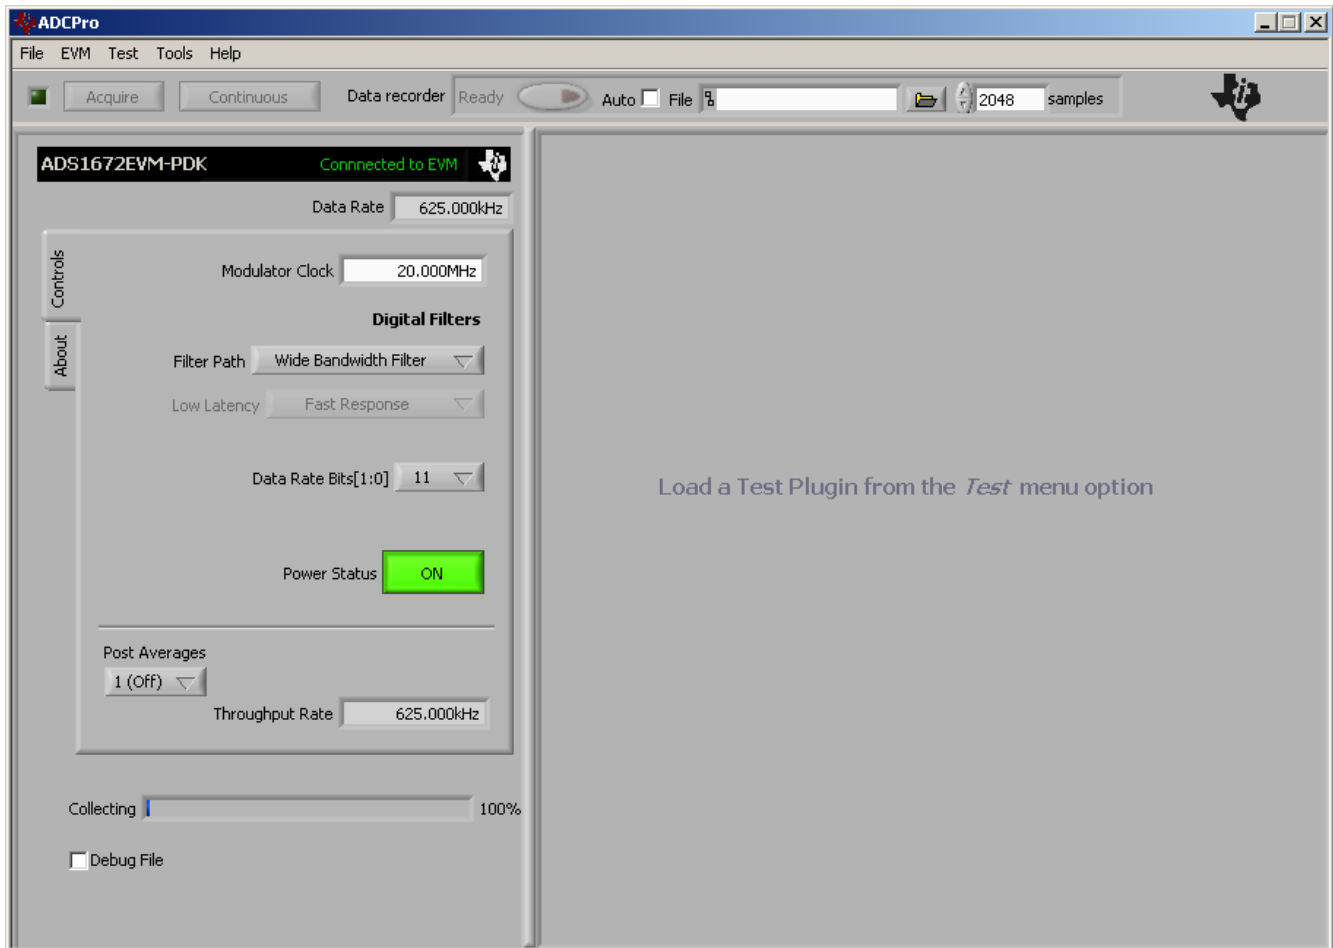 ADCPro
File EVM Test Tools Help
Acquire Continuous Data recorder Ready Auto File 2048 samples
ADS1672EVM-PDK Connnected to EVM
Data Rate 625.000kHz
Controls
About
Modulator Clock 20.000MHz
Digital Filters
Filter Path Wide Bandwidth Filter
Low Latency Fast Response
Data Rate Bits[1:0] 11
Power Status ON
Post Averages
1 (Off)
Throughput Rate 625.000kHz
Collecting 100%
Debug File
Load a Test Plugin from the Test menu option